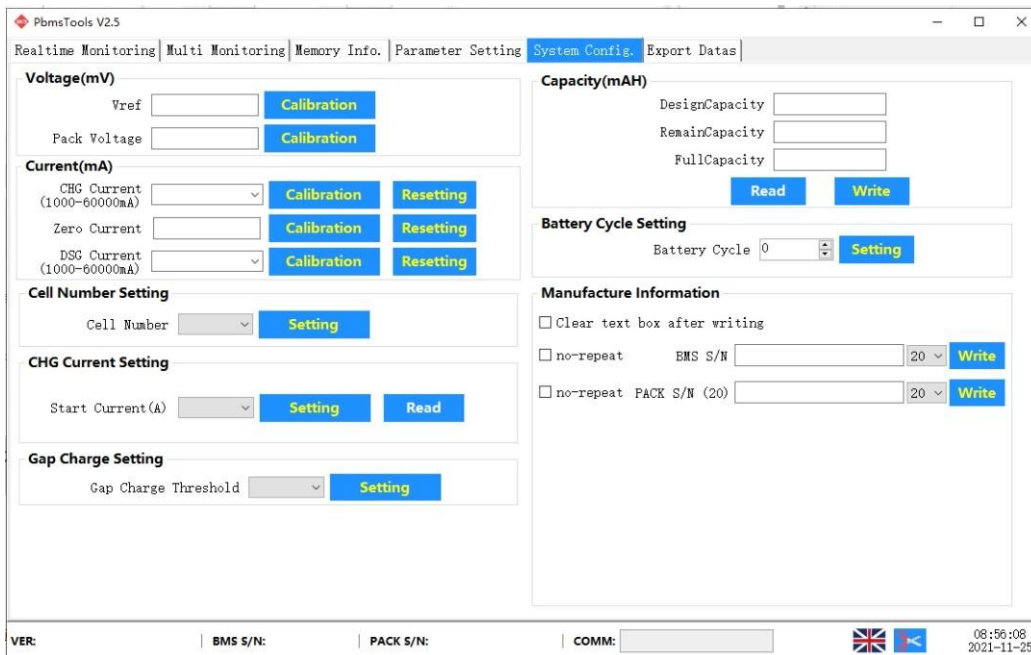 PbmsTools V2.5
Realtime Monitoring Multi Monitoring Memory Info. Parameter Setting System Config. Export Datas
Voltage(mV)
Vref Calibration
Pack Voltage Calibration
Current(mA)
CHG Current
(1000-60000mA) Calibration Resetting
Zero Current Calibration Resetting
DSG Current
(1000-60000mA) Calibration Resetting
Cell Number Setting
Cell Number Setting
CHG Current Setting
Start Current(A) Setting Read
Gap Charge Setting
Gap Charge Threshold Setting
Capacity(mAH)
DesignCapacity
RemainCapacity
FullCapacity
Read Write
Battery Cycle Setting
Battery Cycle 0 Setting
Manufacture Information
Clear text box after writing
no-repeat BMS S/N 20 Write
no-repeat PACK S/N (20) 20 Write
VER: BMS S/N: PACK S/N: COMM: 08:56:08
2021-11-25